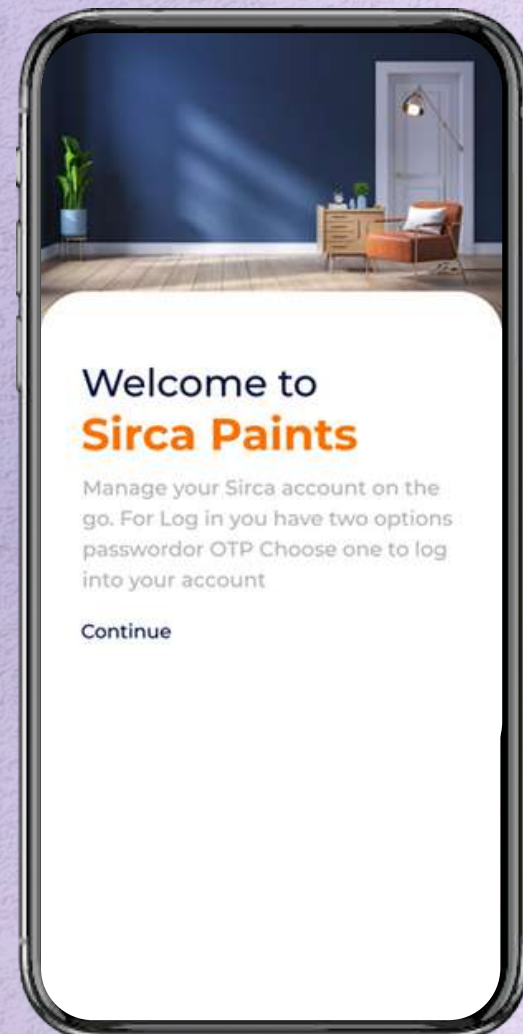 Welcome to
Sirca Paints
Manage your Sirca account on the
go. For Log in you have two options
passwordor OTP Choose one to log
into your account
Continue